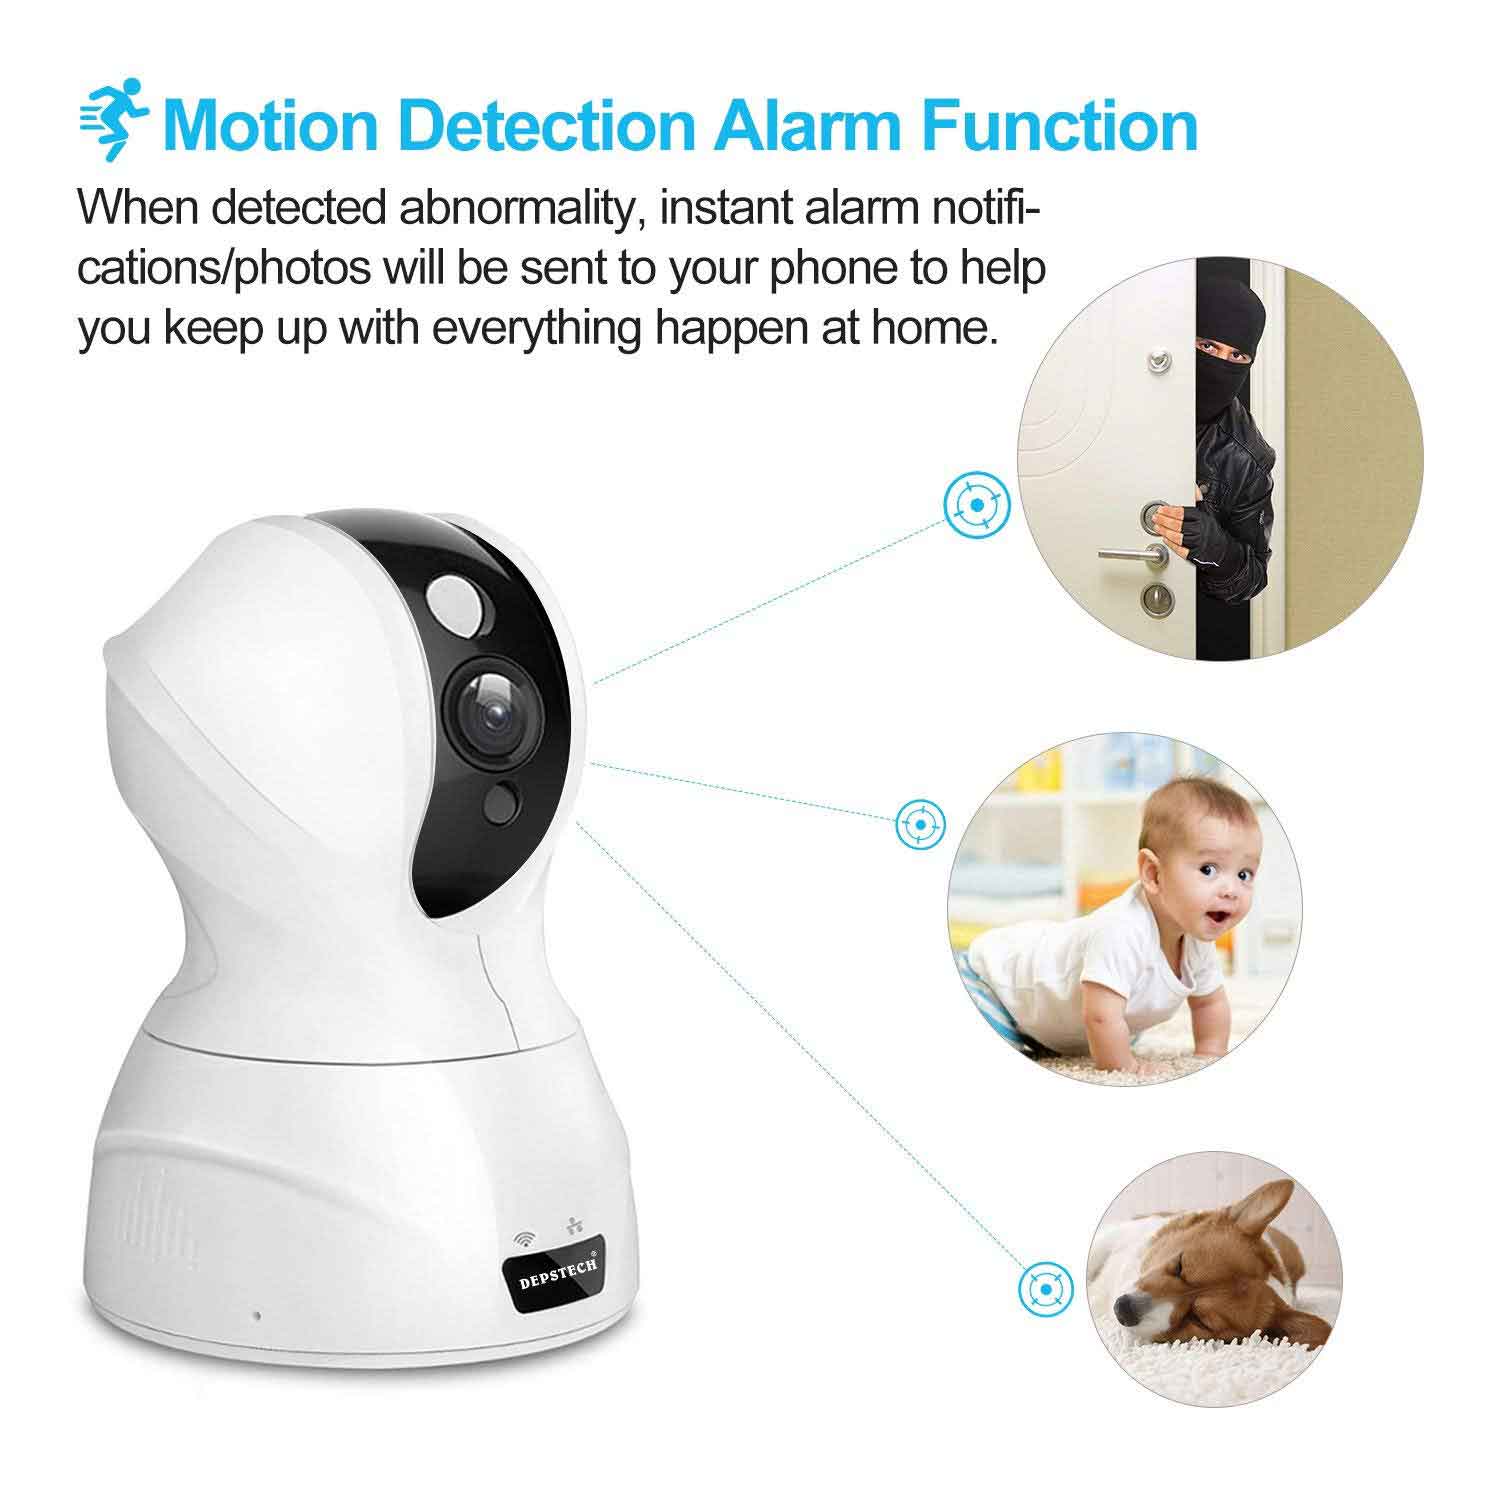 Motion Detection Alarm Function
When detected abnormality, instant alarm notifi-
cations/photos will be sent to your phone to help
you keep up with everything happen at home.
DEPSTECH®